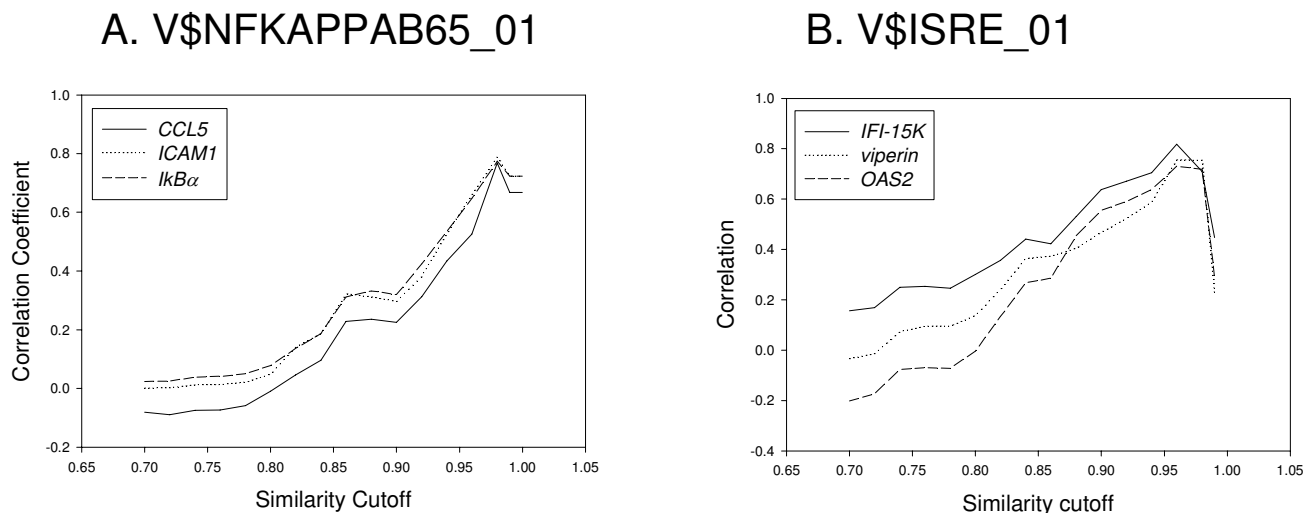 A. V$NFKAPPAB65_01
1.0
0.8
0.6
0.4
0.2
0.0
-0.2
Correlation Coefficient
CCL5
ICAM1
IkBα
0.65 0.70 0.75 0.80 0.85 0.90 0.95 1.00 1.05
Similarity Cutoff
B. V$ISRE_01
1.0
0.8
0.6
0.4
0.2
0.0
-0.2
-0.4
Correlation
IFI-15K
viperin
OAS2
0.65 0.70 0.75 0.80 0.85 0.90 0.95 1.00 1.05
Similarity cutoff